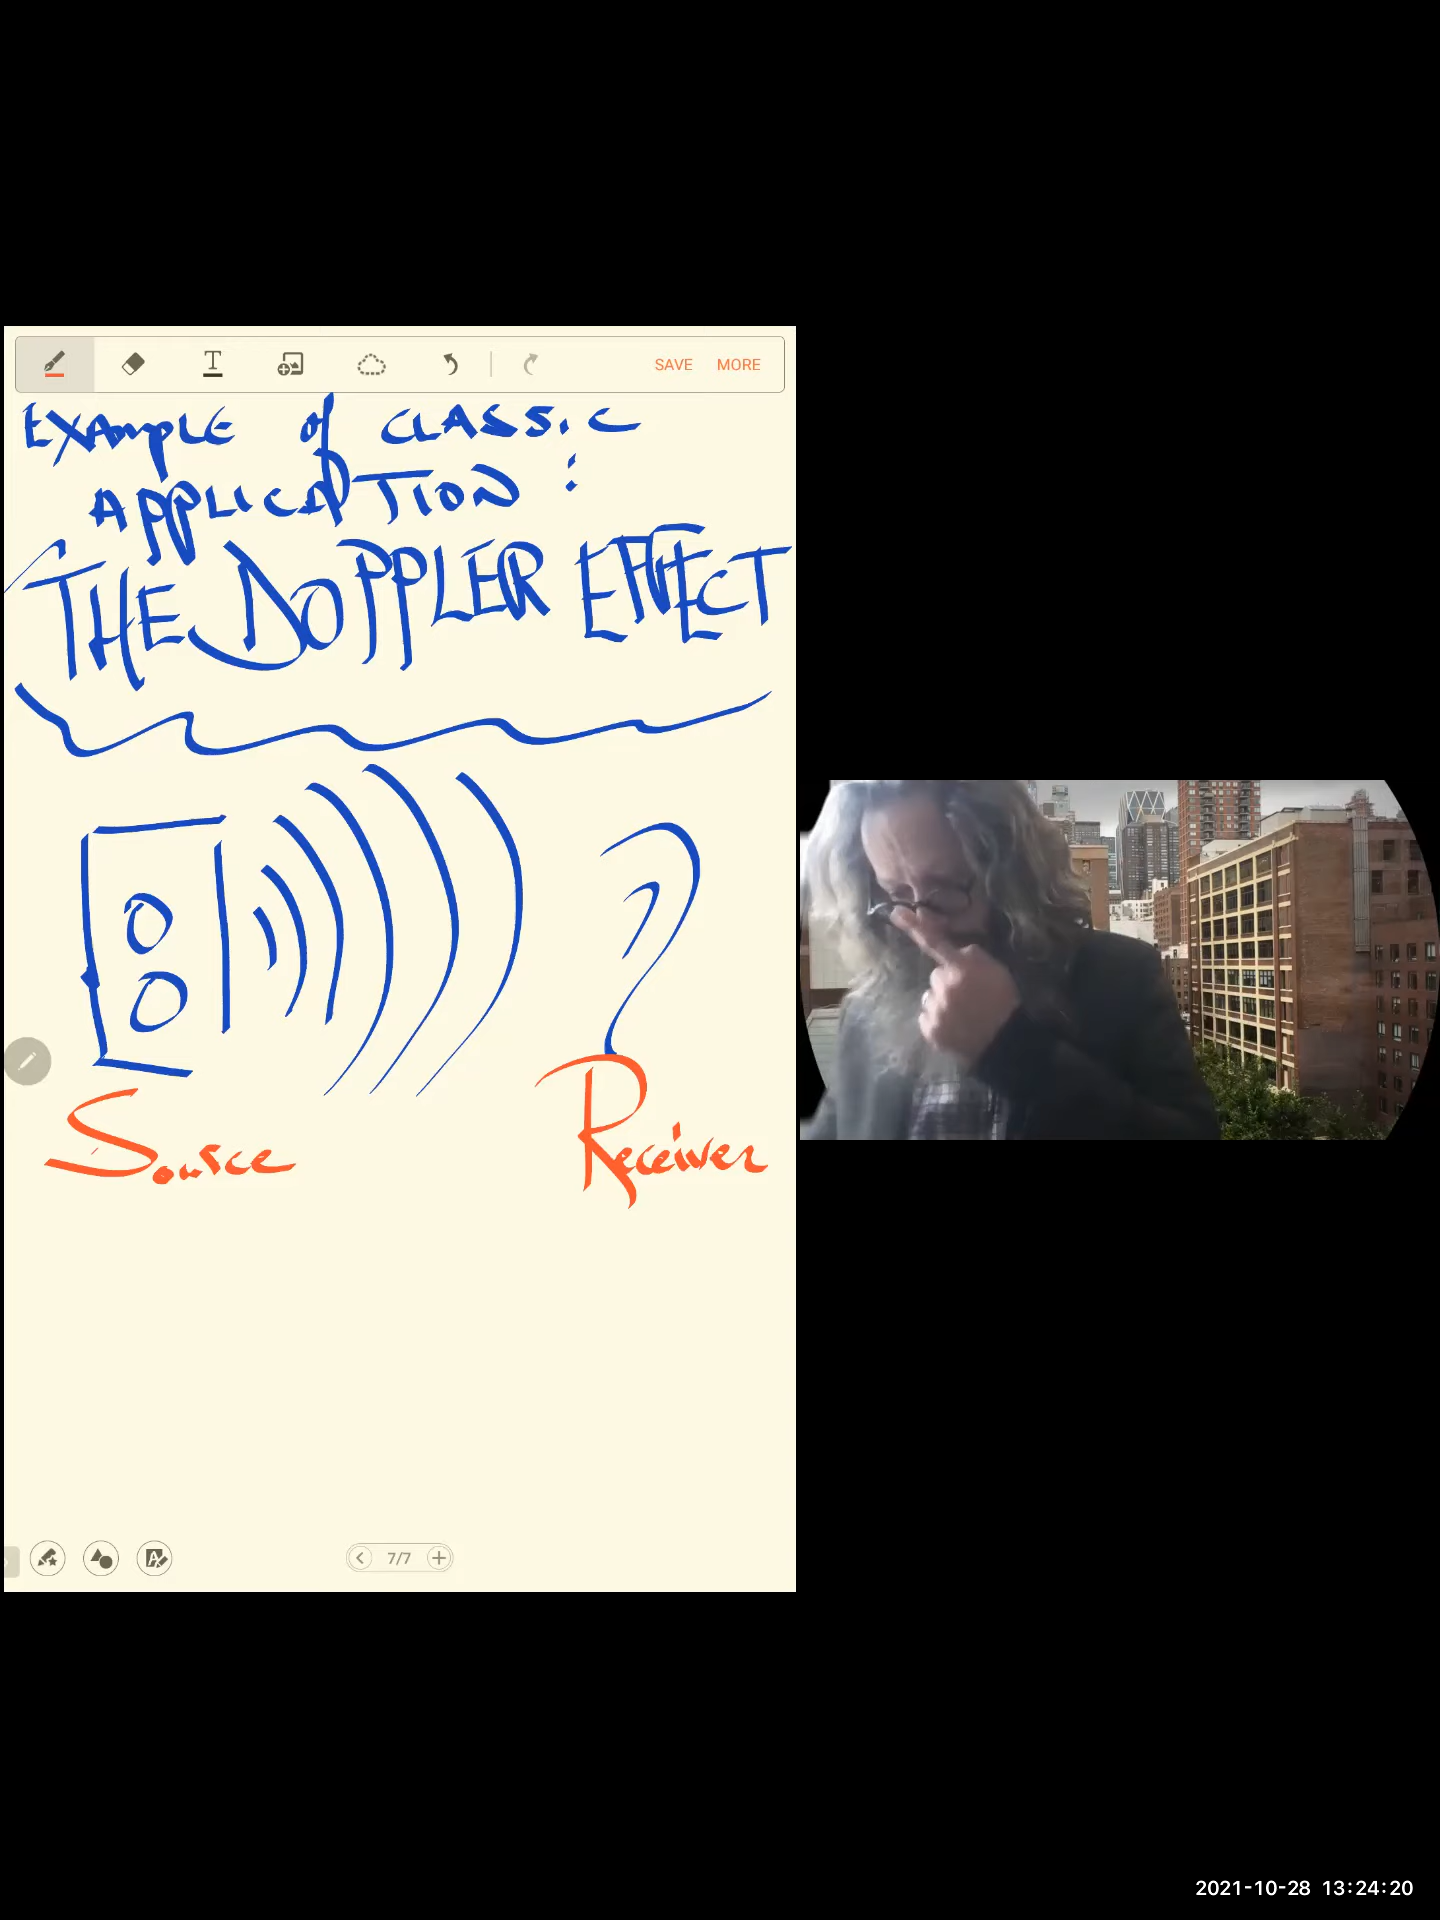 SAVE MORE
EXAMPLE of CLASSIC
APPLICATION :
THE DOPPLER EFFECT
Source
Receiver
7/7
2021-10-28 13:24:20